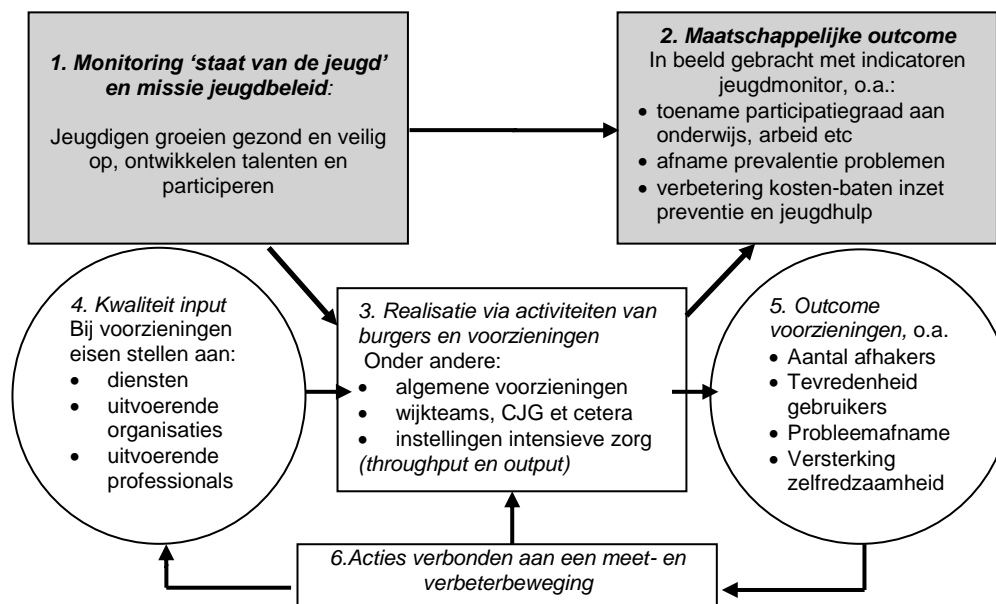 1. Monitoring ‘staat van de jeugd’
en missie jeugdbeleid:
Jeugdigen groeien gezond en veilig
op, ontwikkelen talenten en
participeren
2. Maatschappelijke outcome
In beeld gebracht met indicatoren
jeugdmonitor, o.a.:
• toename participatiegraad aan
onderwijs, arbeid etc
• afname prevalentie problemen
• verbetering kosten-baten inzet
preventie en jeugdhulp
4. Kwaliteit input
Bij voorzieningen
eisen stellen aan:
• diensten
• uitvoerende
organisaties
• uitvoerende
professionals
3. Realisatie via activiteiten van
burgers en voorzieningen
Onder andere:
• algemene voorzieningen
• wijkteams, CJG et cetera
• instellingen intensieve zorg
(throughput en output)
5. Outcome
voorzieningen, o.a.
• Aantal afhakers
• Tevredenheid
gebruikers
• Probleemafname
• Versterking
zelfredzaamheid
6.Acties verbonden aan een meet- en
verbeterbeweging